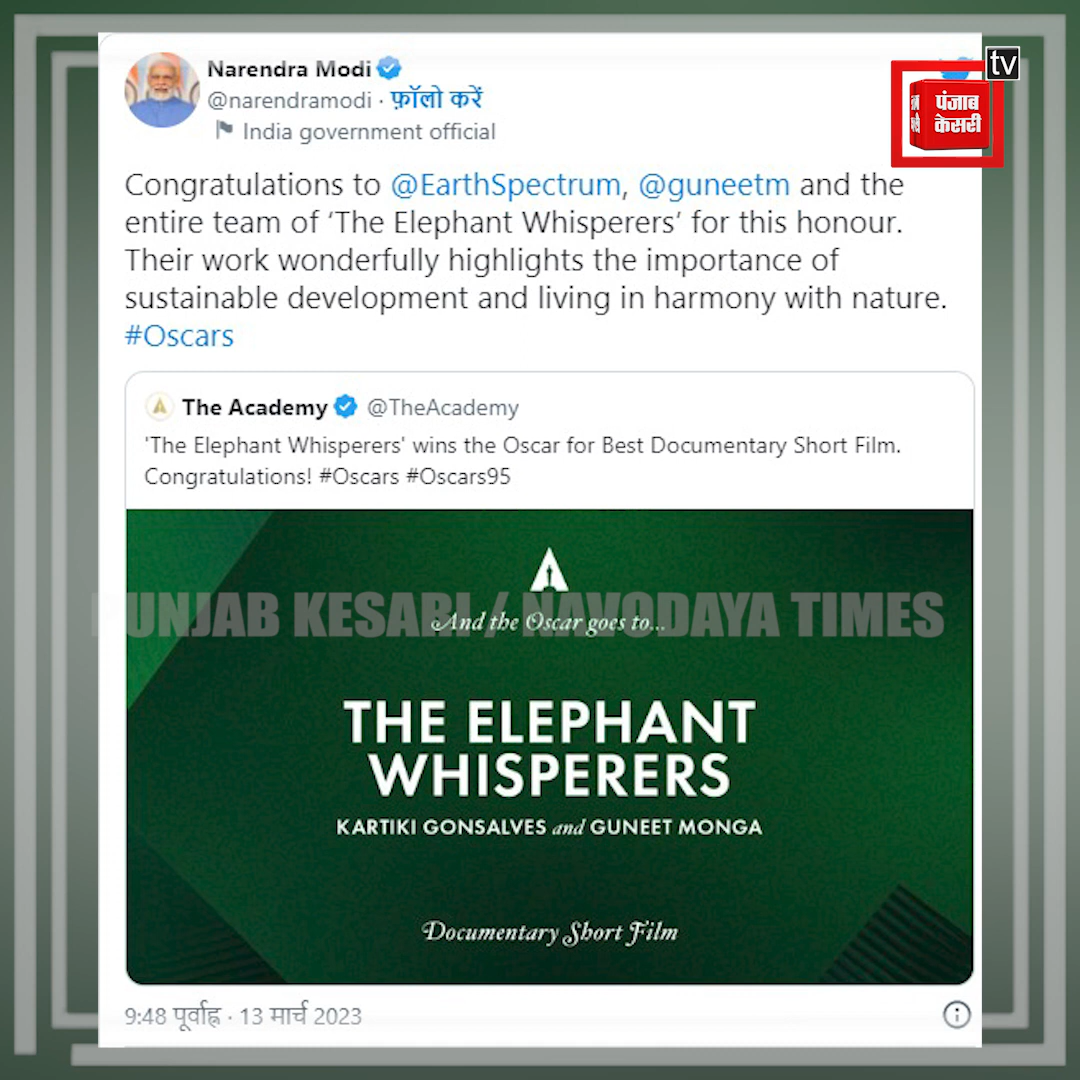 Narendra Modi
@narendramodi · फ़ॉलो करें
India government official
tv
पंजाब
केसरी
Congratulations to @EarthSpectrum, @guneetm and the
entire team of ‘The Elephant Whisperers’ for this honour.
Their work wonderfully highlights the importance of
sustainable development and living in harmony with nature.
#Oscars
The Academy @TheAcademy
'The Elephant Whisperers' wins the Oscar for Best Documentary Short Film.
Congratulations! #Oscars #Oscars95
PUNJAB KESARI / NAVODAYA TIMES
And the Oscar goes to...
THE ELEPHANT
WHISPERERS
KARTIKI GONSALVES and GUNEET MONGA
Documentary Short Film
9:48 पूर्वाह्न · 13 मार्च 2023